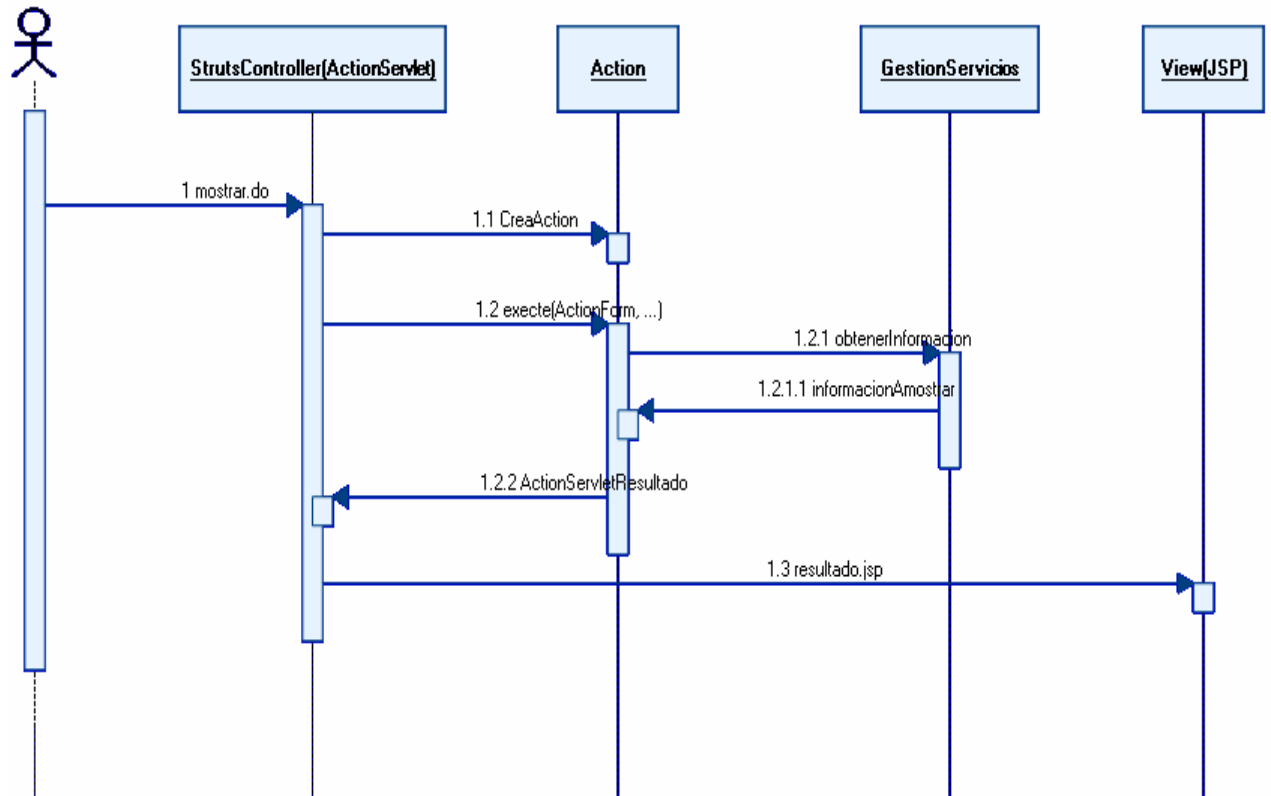 StrutsController(ActionServlet)
Action
GestionServicios
View(JSP)
1 mostrar.do
1.1 CreaAction
1.2 execte(ActionForm, ...)
1.2.1 obtenerInformacion
1.2.1.1 informacionAmostrar
1.2.2 ActionServletResultado
1.3 resultado.jsp